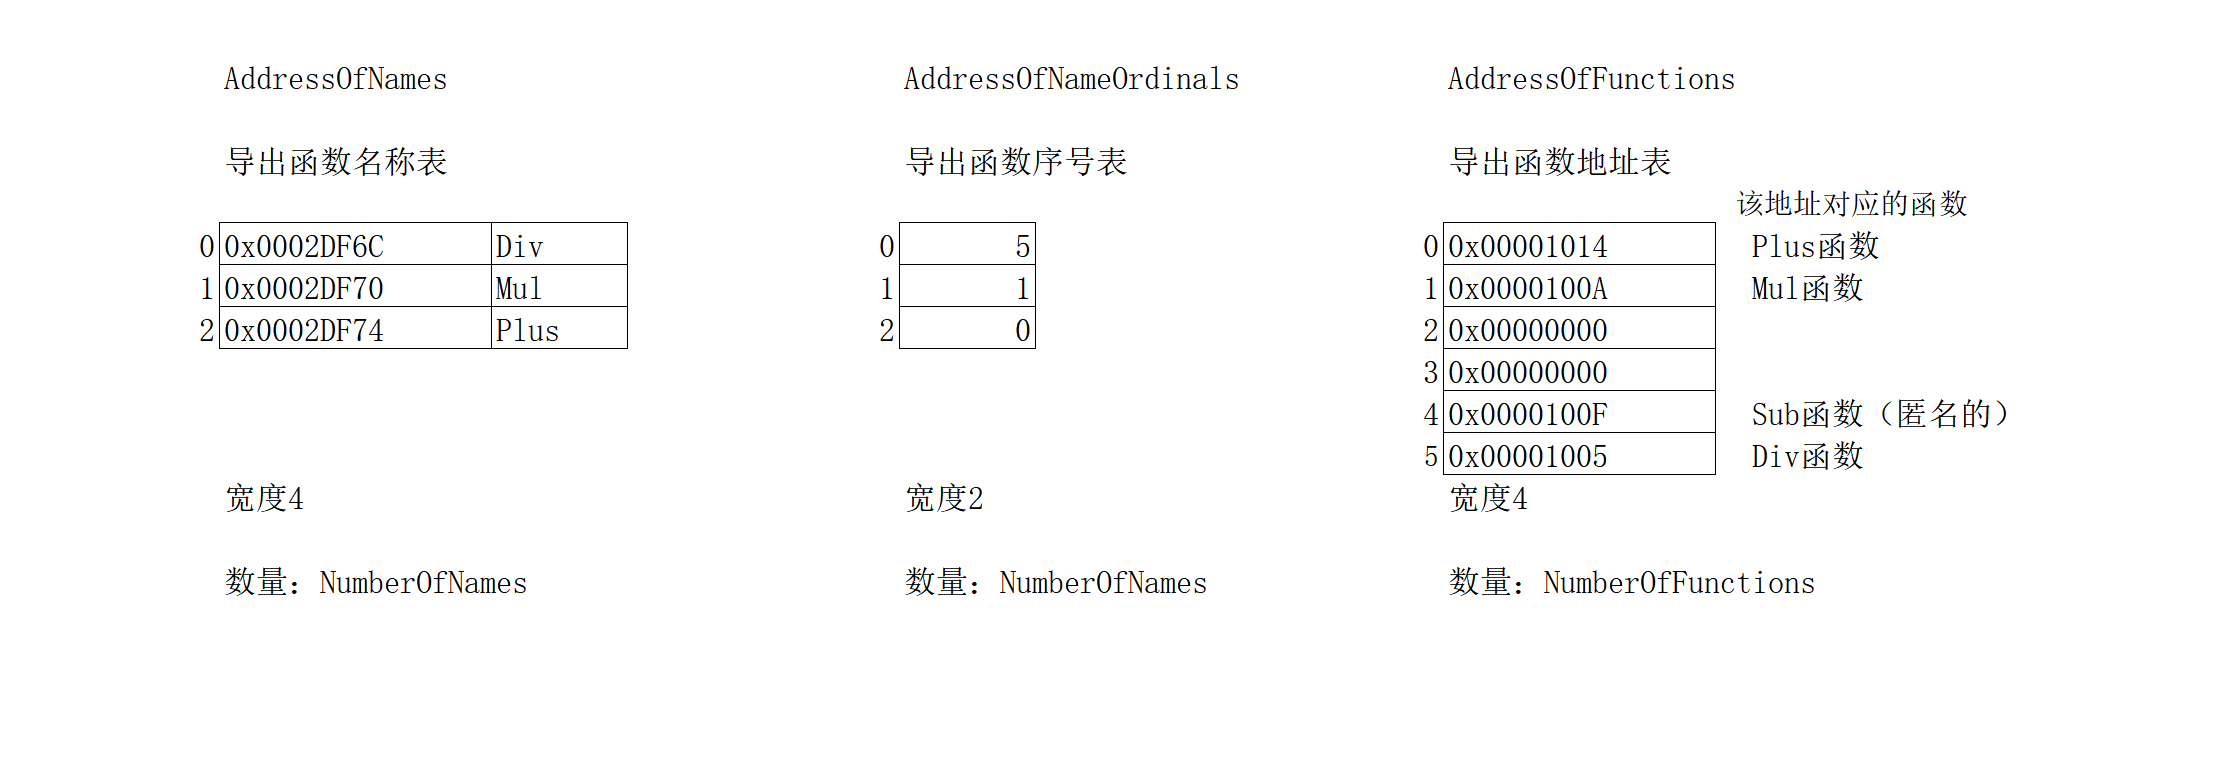 AddressOfNames AddressOfNameOrdinals AddressOfFunctions
导出函数名称表 导出函数序号表 导出函数地址表
该地址对应的函数
0 0x0002DF6C Div 0 5 0 0x00001014 Plus函数
1 0x0002DF70 Mul 1 1 1 0x0000100A Mul函数
2 0x0002DF74 Plus 2 0 2 0x00000000
3 0x00000000
4 0x0000100F Sub函数（匿名的）
5 0x00001005 Div函数
宽度4 宽度2 宽度4
数量：NumberOfNames 数量：NumberOfNames 数量：NumberOfFunctions